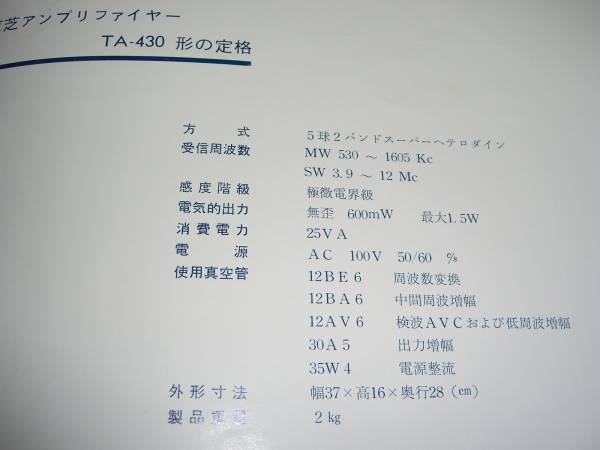 芝アンプリファイヤー
TA-430 形の定格
方式 5球2バンドスーパーヘテロダイン
受信周波数 MW 530 ～ 1605 Kc
SW 3.9 ～ 12 Mc
感度階級 極微電界級
電気的出力 無歪 600mW 最大1.5W
消費電力 25VA
電源 AC 100V 50/60 c/s
使用真空管 12BE6 周波数変換
12BA6 中間周波増幅
12AV6 検波AVCおよび低周波増幅
30A5 出力増幅
35W4 電源整流
外形寸法 幅37×高16×奥行28（cm）
製品重量 2kg